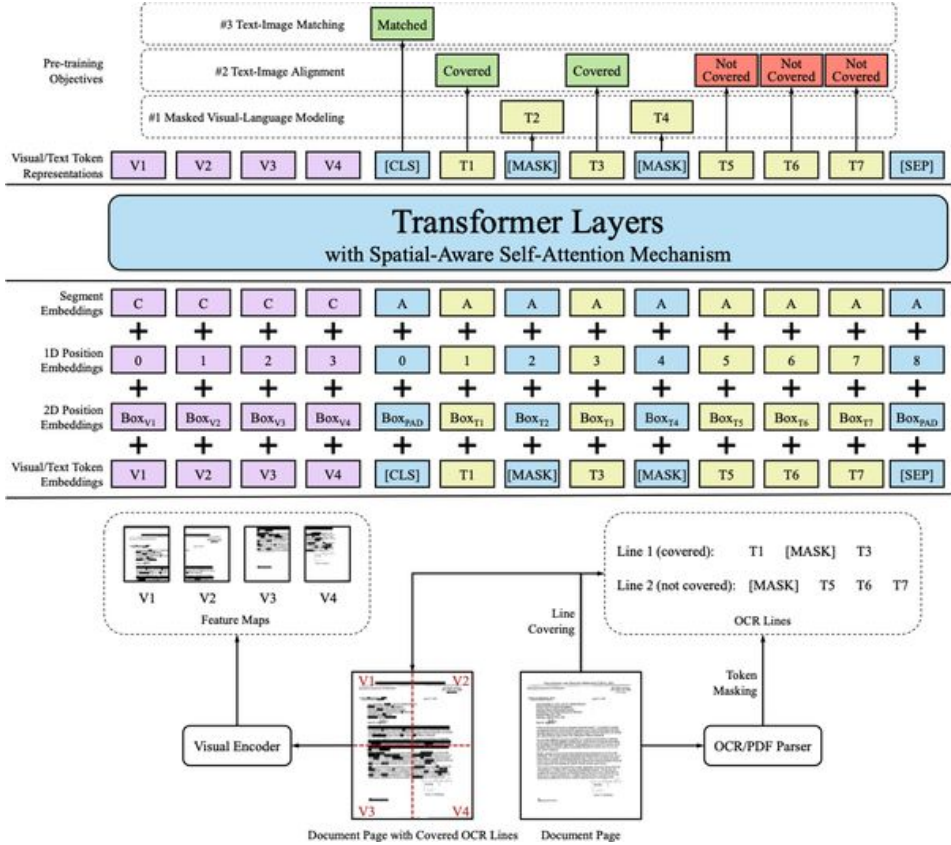 #3 Text-Image Matching
Matched
Pre-training
Objectives
#2 Text-Image Alignment
Covered
Covered
Not
Covered
Not
Covered
Not
Covered
#1 Masked Visual-Language Modeling
T2
T4
Visual/Text Token
Representations
V1 V2 V3 V4 [CLS] T1 [MASK] T3 [MASK] T5 T6 T7 [SEP]
Transformer Layers
with Spatial-Aware Self-Attention Mechanism
Segment
Embeddings
C C C C A A A A A A A A A
+ + + + + + + + + + + + +
1D Position
Embeddings
0 1 2 3 0 1 2 3 4 5 6 7 8
+ + + + + + + + + + + + +
2D Position
Embeddings
BoxV1 BoxV2 BoxV3 BoxV4 BoxPAD BoxT1 BoxT2 BoxT3 BoxT4 BoxT5 BoxT6 BoxT7 BoxPAD
+ + + + + + + + + + + + +
Visual/Text Token
Embeddings
V1 V2 V3 V4 [CLS] T1 [MASK] T3 [MASK] T5 T6 T7 [SEP]
V1 V2 V3 V4
Feature Maps
Line 1 (covered): T1 [MASK] T3
Line 2 (not covered): [MASK] T5 T6 T7
OCR Lines
Line
Covering
Token
Masking
V1 V2
Visual Encoder
OCR/PDF Parser
V3 V4
Document Page with Covered OCR Lines
Document Page